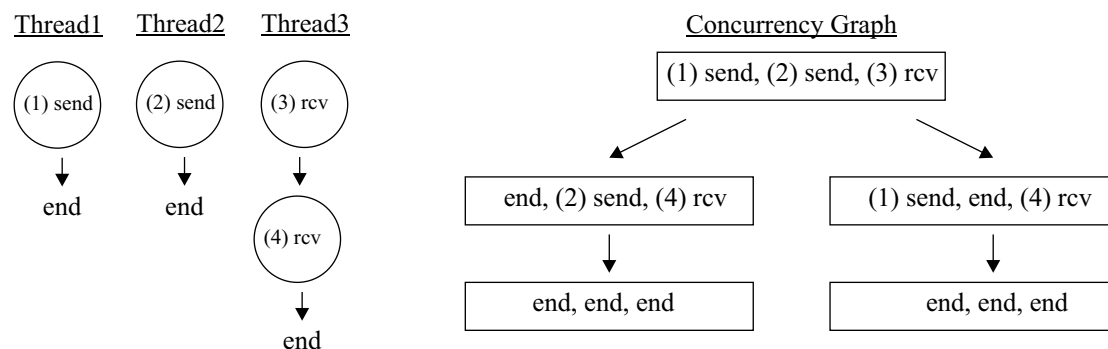 Thread1 Thread2 Thread3
(1) send (2) send (3) rcv
end end
(4) rcv
end
Concurrency Graph
(1) send, (2) send, (3) rcv
end, (2) send, (4) rcv
(1) send, end, (4) rcv
end, end, end
end, end, end